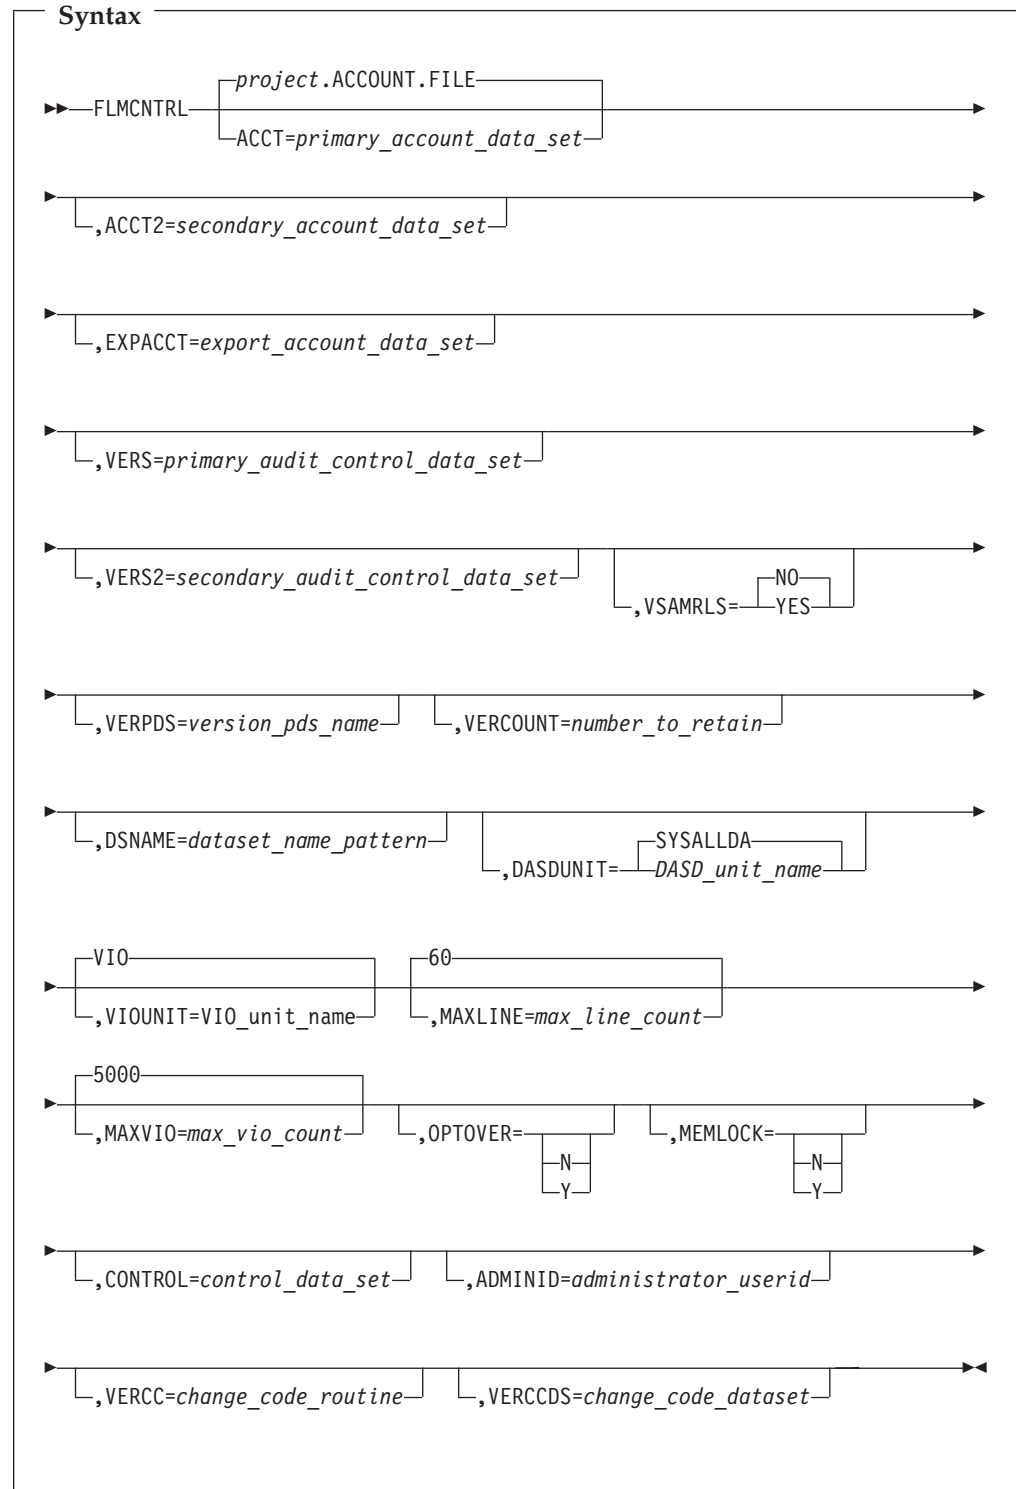 Syntax
project.ACCOUNT.FILE
FLMCNTRL
ACCT=primary_account_data_set
,ACCT2=secondary_account_data_set
,EXPACCT=export_account_data_set
,VERS=primary_audit_control_data_set
,VERS2=secondary_audit_control_data_set
NO
,VSAMRLS=
YES
,VERPDS=version_pds_name
,VERCOUNT=number_to_retain
,DSNAME=dataset_name_pattern
SYSALLDA
,DASDUNIT=
DASD_unit_name
VIO
60
,VIOUNIT=VIO_unit_name
,MAXLINE=max_line_count
5000
,MAXVIO=max_vio_count
,OPTOVER=
N
Y
,MEMLOCK=
N
Y
,CONTROL=control_data_set
,ADMINID=administrator_userid
,VERCC=change_code_routine
,VERCCDS=change_code_dataset